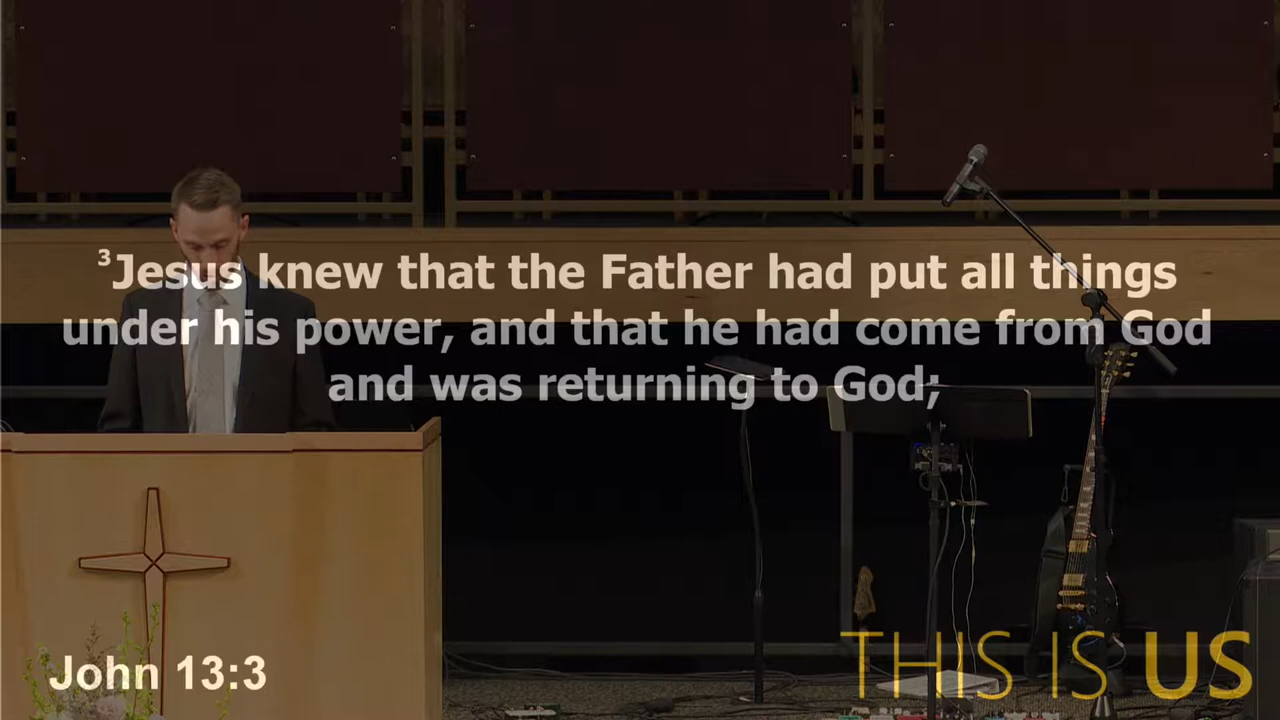 ³Jesus knew that the Father had put all things
under his power, and that he had come from God
and was returning to God;
John 13:3
THIS IS US